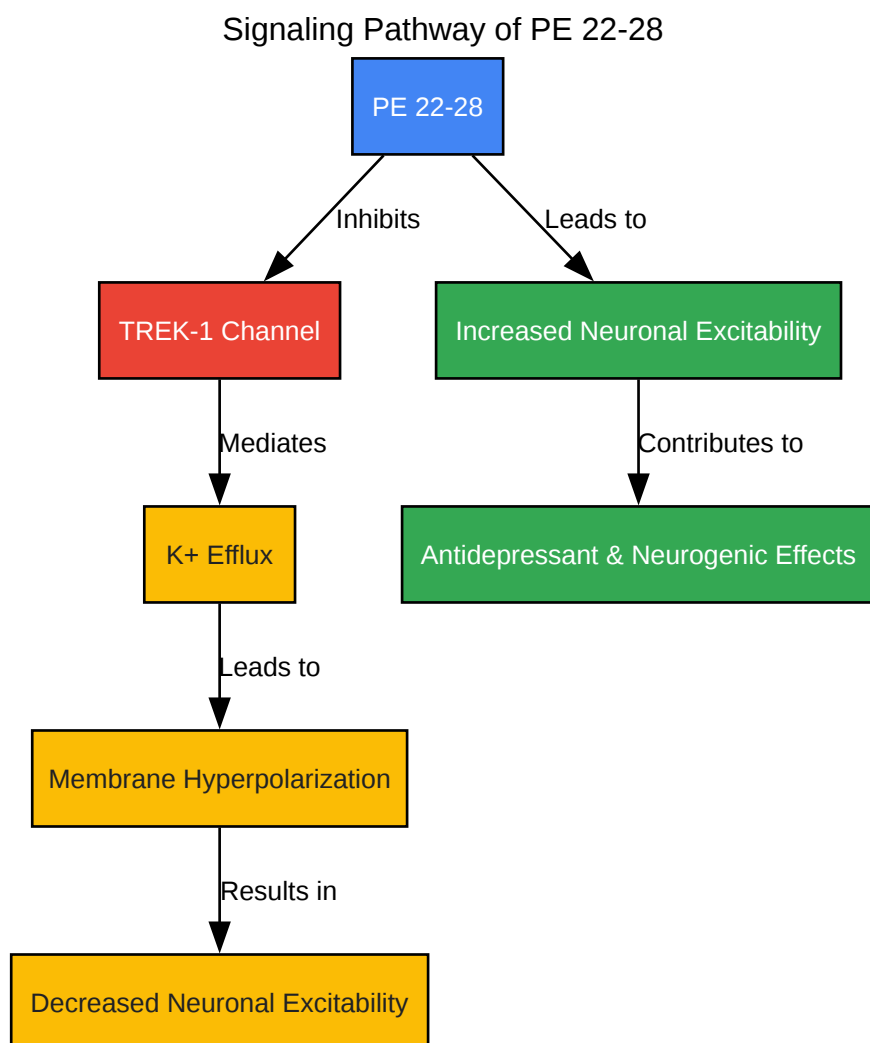 Signaling Pathway of PE 22-28
PE 22-28
Inhibits
Leads to
TREK-1 Channel
Increased Neuronal Excitability
Mediates
Contributes to
K+ Efflux
Antidepressant & Neurogenic Effects
Leads to
Membrane Hyperpolarization
Results in
Decreased Neuronal Excitability